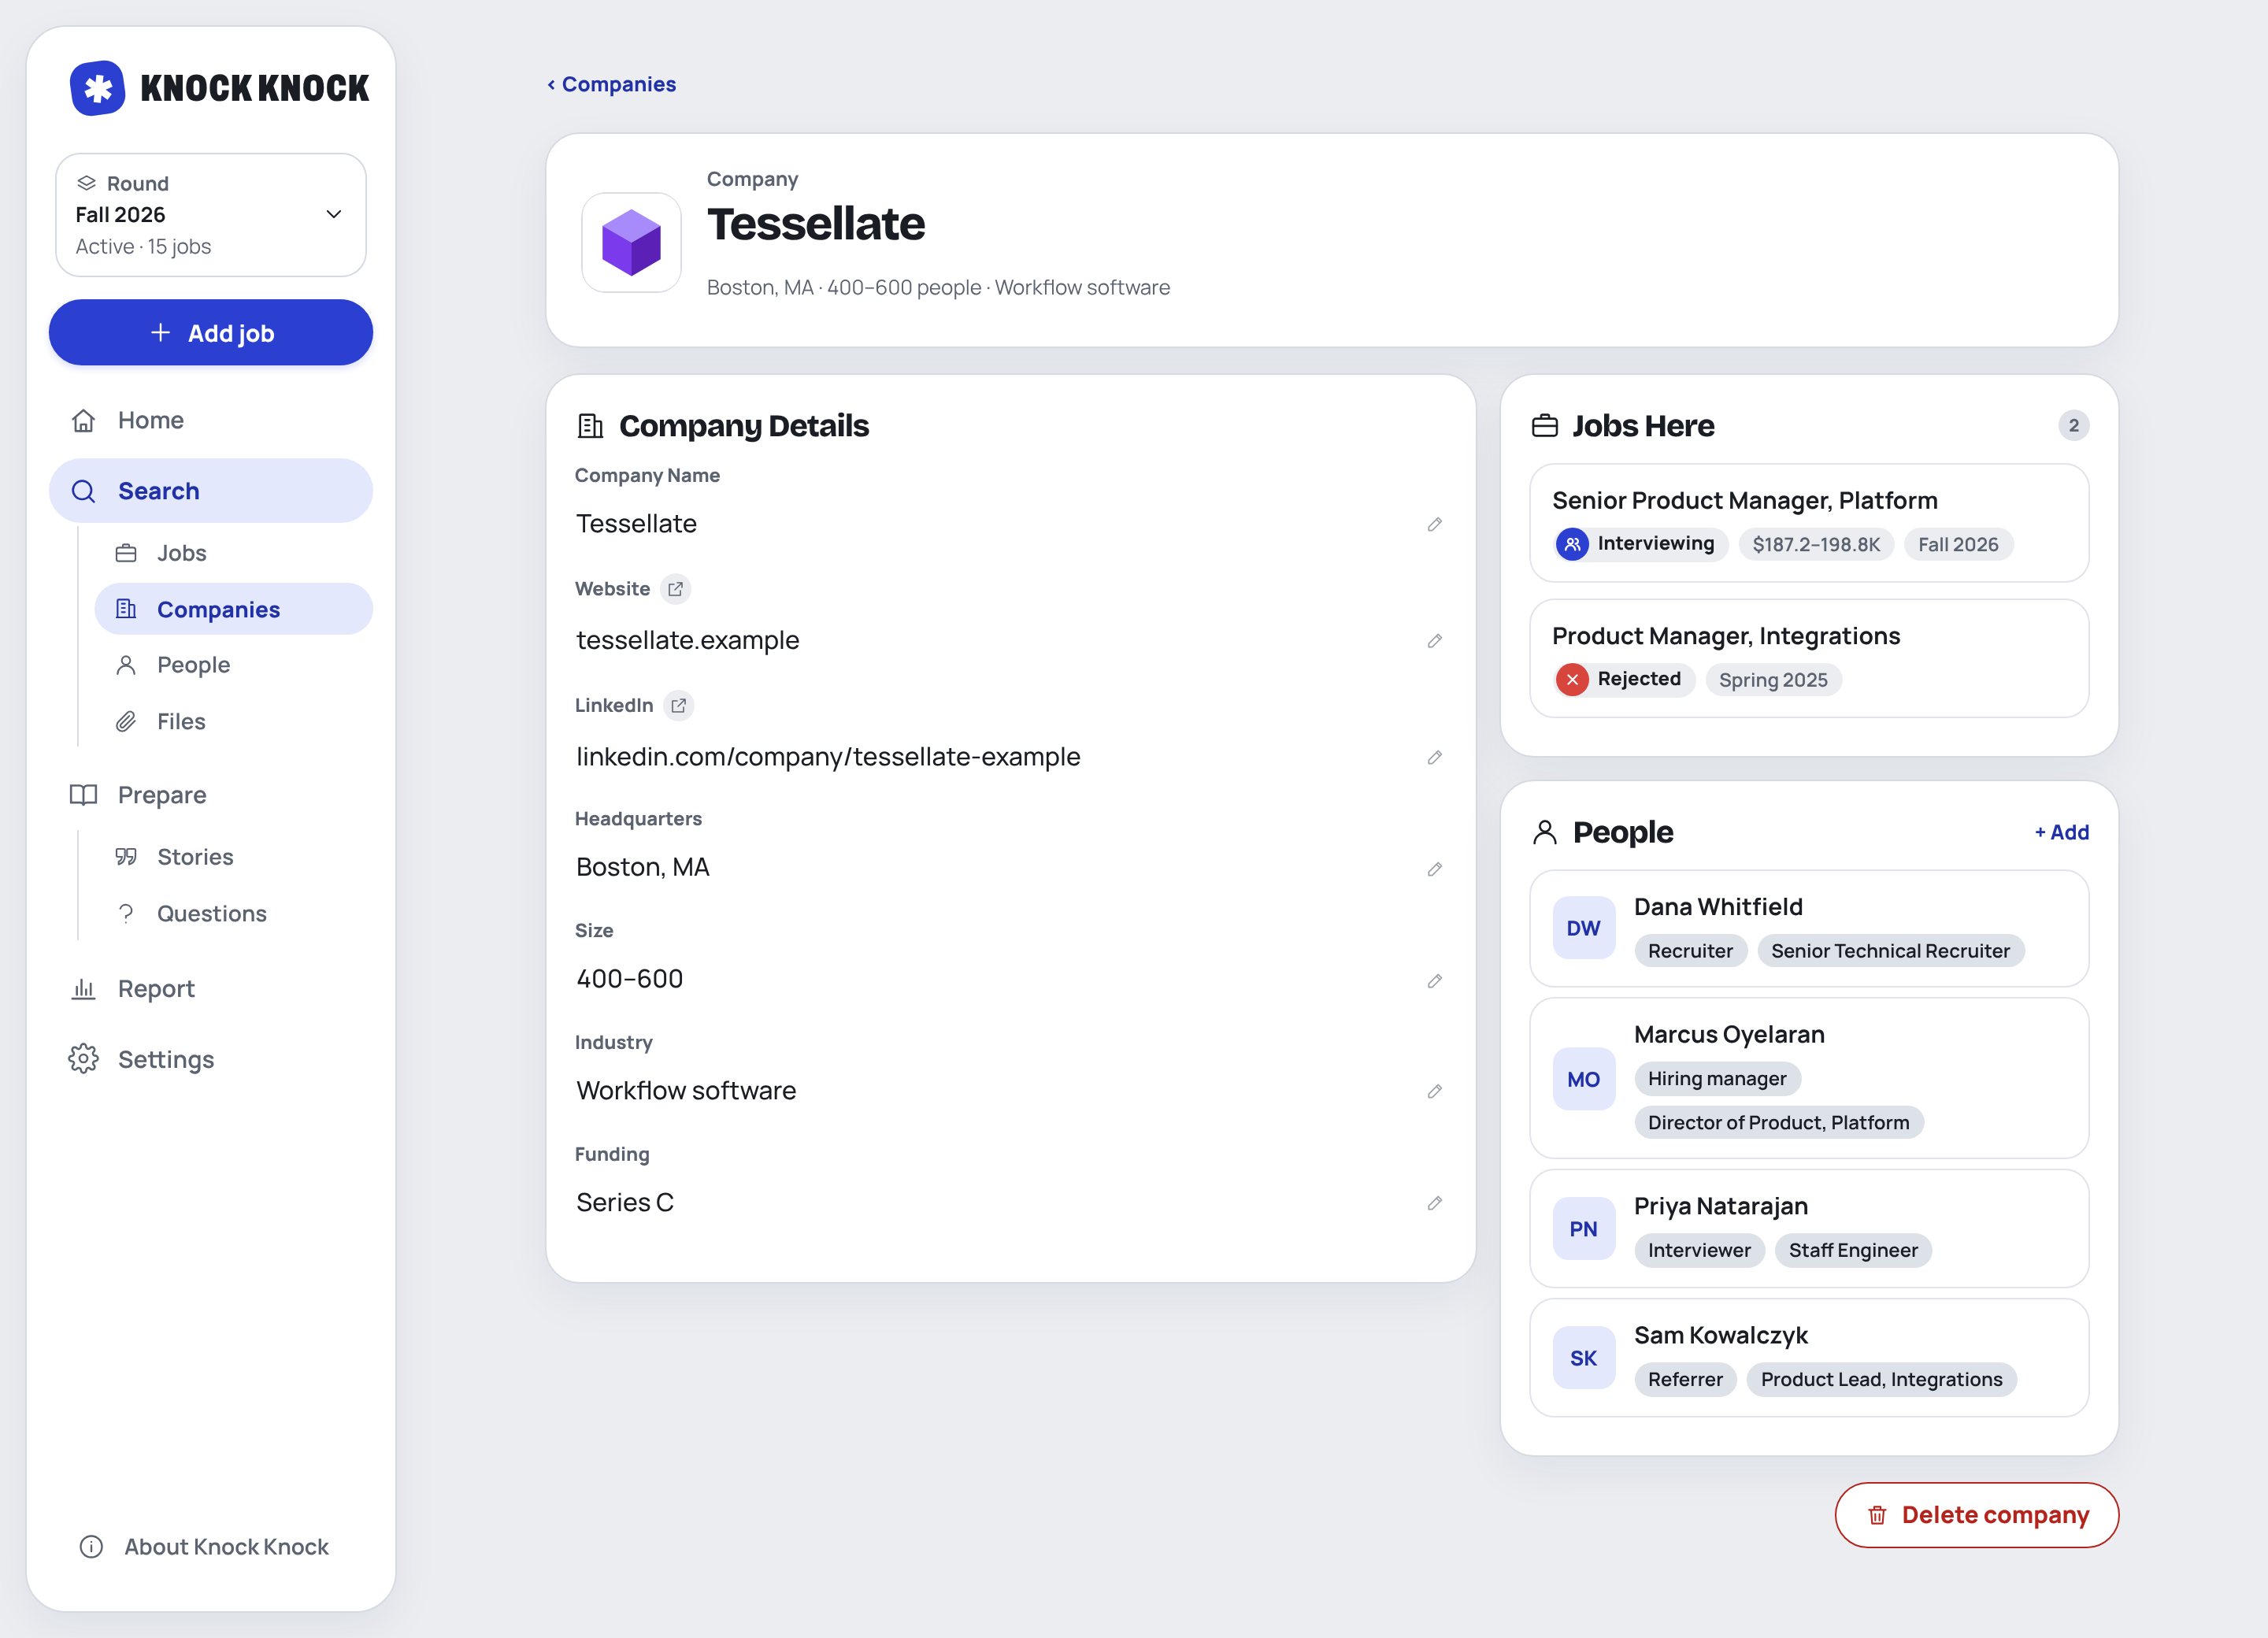 KNOCK KNOCK
Round
Fall 2026
Active · 15 jobs
+ Add job
Home
Search
Jobs
Companies
People
Files
Prepare
Stories
Questions
Report
Settings
About Knock Knock
‹ Companies
Company
Tessellate
Boston, MA · 400–600 people · Workflow software
Company Details
Company Name
Tessellate
Website
tessellate.example
LinkedIn
linkedin.com/company/tessellate-example
Headquarters
Boston, MA
Size
400–600
Industry
Workflow software
Funding
Series C
Jobs Here 2
Senior Product Manager, Platform
Interviewing $187.2–198.8K Fall 2026
Product Manager, Integrations
Rejected Spring 2025
People + Add
DW
Dana Whitfield
Recruiter Senior Technical Recruiter
MO
Marcus Oyelaran
Hiring manager
Director of Product, Platform
PN
Priya Natarajan
Interviewer Staff Engineer
SK
Sam Kowalczyk
Referrer Product Lead, Integrations
Delete company